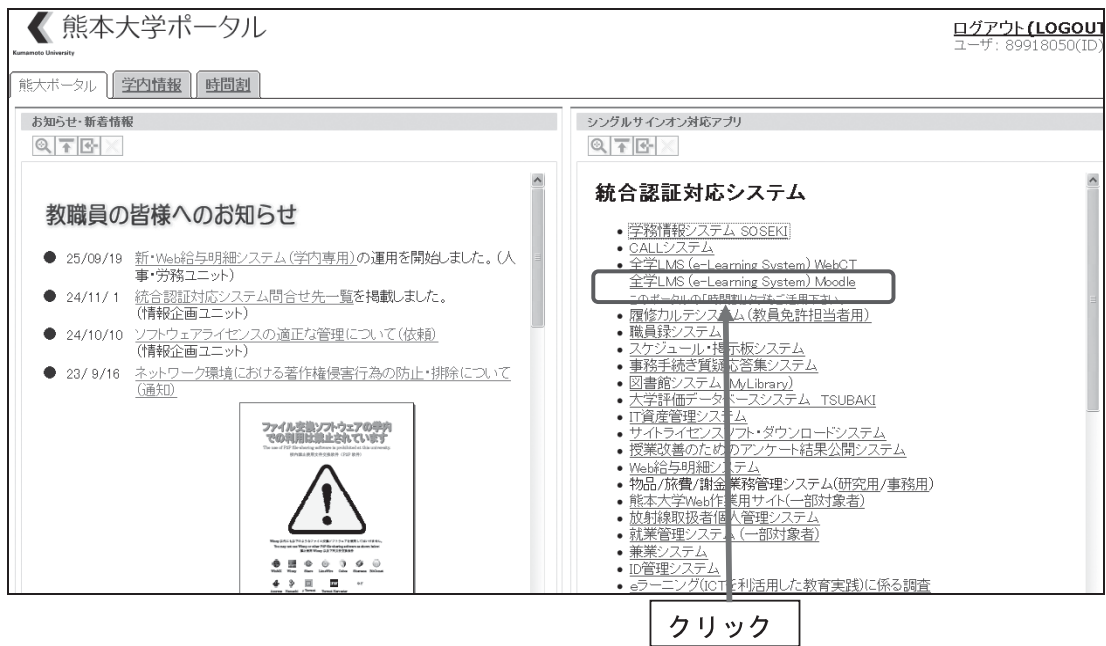 熊本大学ポータル
Kumamoto University
ログアウト(LOGOUT
ユーザ: 89918050(ID)
熊大ポータル
学内情報
時間割
お知らせ・新着情報
教職員の皆様へのお知らせ
● 25/09/19 新・Web給与明細システム(学内専用)の運用を開始しました。(人
事・労務ユニット)
● 24/11/ 1 統合認証対応システム問合せ先一覧を掲載しました。
(情報企画ユニット)
● 24/10/10 ソフトウェアライセンスの適正な管理について(依頼)
(情報企画ユニット)
● 23/ 9/16 ネットワーク環境における著作権侵害行為の防止・排除について
(通知)
ファイル交換ソフトウェアの学内
での利用は禁止されています
The use of P2P file-sharing software is prohibited in this university.
シングルサインオン対応アプリ
統合認証対応システム
• 学務情報システム SOSEKI
• CALLシステム
• 全学LMS (e-Learning System) WebCT
全学LMS (e-Learning System) Moodle
このポータルの「時間割」タブもご活用下さい。
• 履修カルテシステム(教員免許担当者用)
• 職員録システム
• スケジュール・掲示板システム
• 事務手続き質疑応答集システム
• 図書館システム(MyLibrary)
• 大学評価データベースシステム TSUBAKI
• IT資産管理システム
• サイトライセンスソフト・ダウンロードシステム
• 授業改善のためのアンケート結果公開システム
• Web給与明細システム
• 物品/旅費/謝金業務管理システム(研究用/事務用)
• 熊本大学Web作業用サイト(一部対象者)
• 放射線取扱者個人管理システム
• 就業管理システム(一部対象者)
• 兼業システム
• ID管理システム
• eラーニング(ICTを利活用した教育実践)に係る調査
クリック